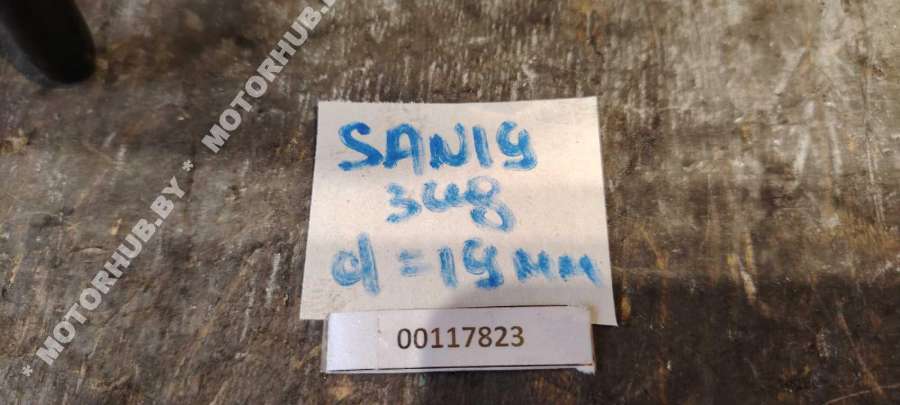 SAN19
348
d=19мм
00117823
* MOTORHUB.BY * MOTORHUB.BY